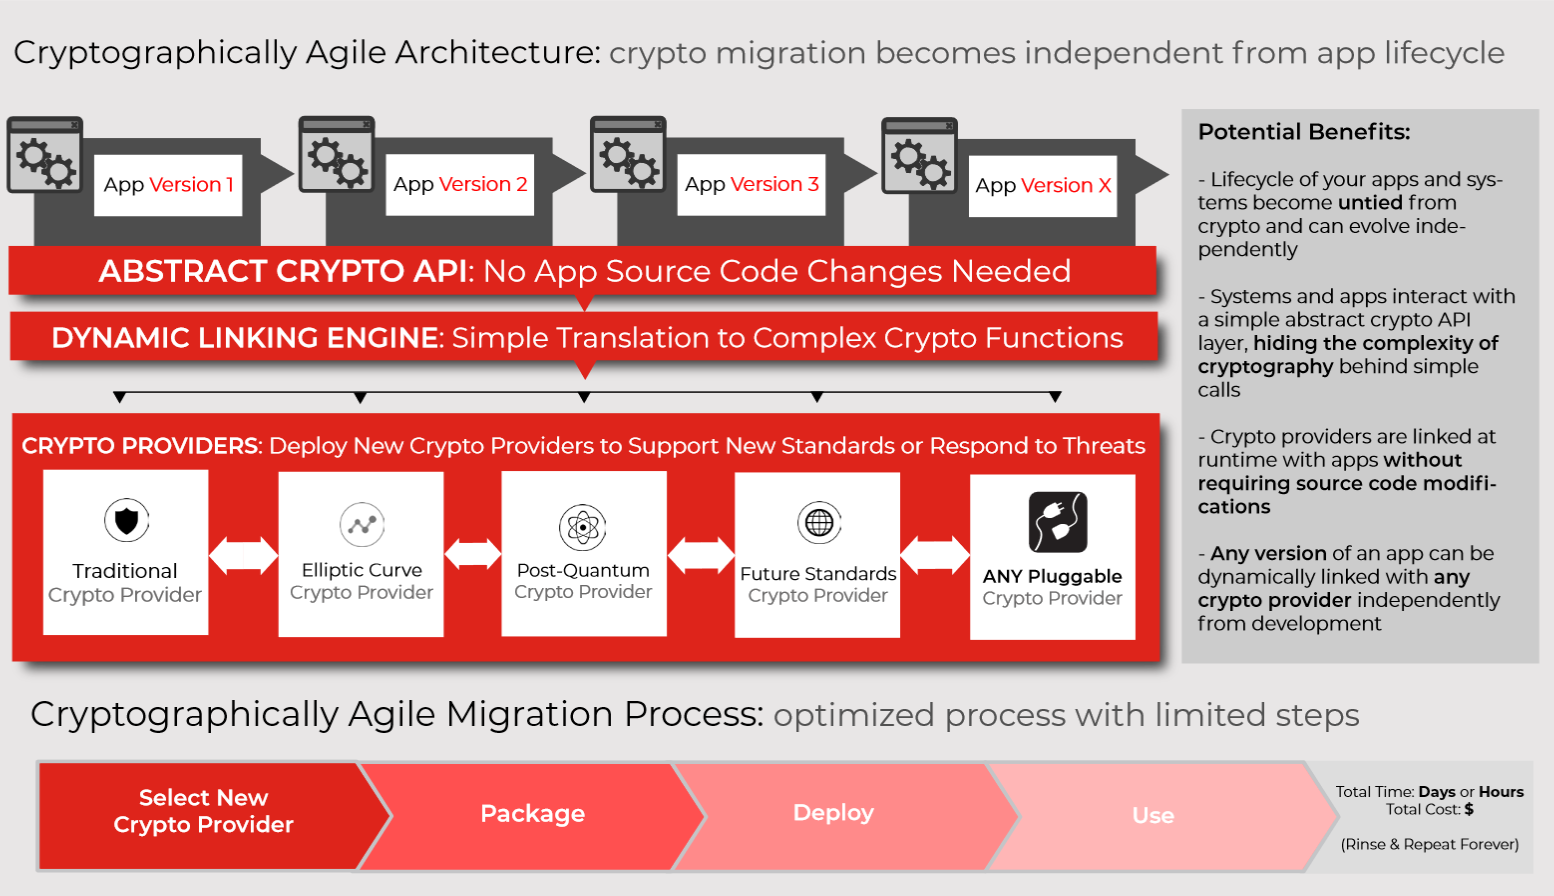 Cryptographically Agile Architecture: crypto migration becomes independent from app lifecycle
App Version 1
App Version 2
App Version 3
App Version X
ABSTRACT CRYPTO API: No App Source Code Changes Needed
DYNAMIC LINKING ENGINE: Simple Translation to Complex Crypto Functions
CRYPTO PROVIDERS: Deploy New Crypto Providers to Support New Standards or Respond to Threats
Traditional
Crypto Provider
Elliptic Curve
Crypto Provider
Post-Quantum
Crypto Provider
Future Standards
Crypto Provider
ANY Pluggable
Crypto Provider
Potential Benefits:
- Lifecycle of your apps and sys-
tems become untied from
crypto and can evolve inde-
pendently
- Systems and apps interact with
a simple abstract crypto API
layer, hiding the complexity of
cryptography behind simple
calls
- Crypto providers are linked at
runtime with apps without
requiring source code modifi-
cations
- Any version of an app can be
dynamically linked with any
crypto provider independently
from development
Cryptographically Agile Migration Process: optimized process with limited steps
Select New
Crypto Provider
Package
Deploy
Use
Total Time: Days or Hours
Total Cost: $
(Rinse & Repeat Forever)